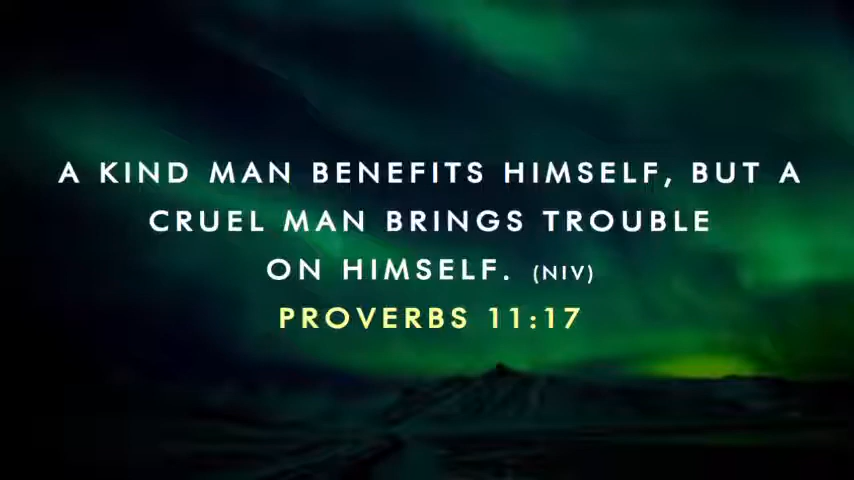 A KIND MAN BENEFITS HIMSELF, BUT A
CRUEL MAN BRINGS TROUBLE
ON HIMSELF. (NIV)
PROVERBS 11:17